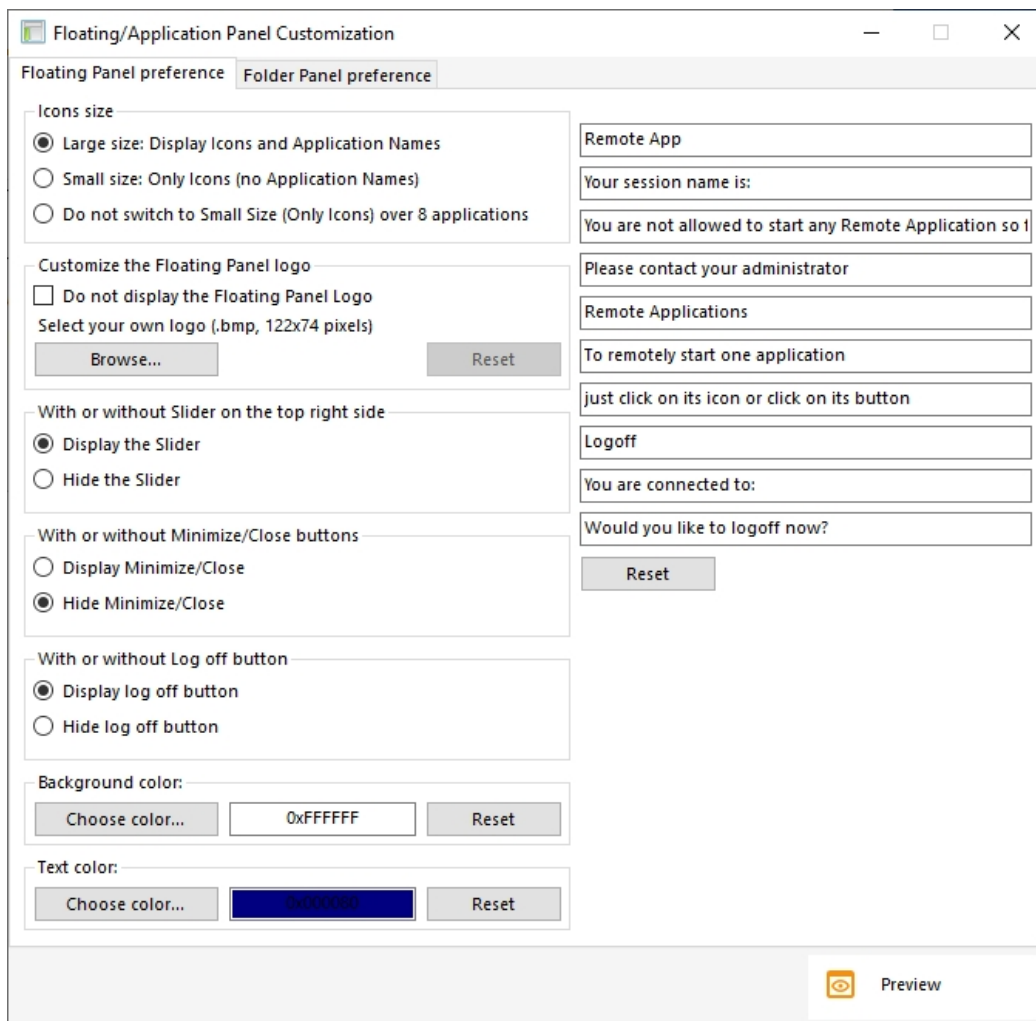 Floating/Application Panel Customization
Floating Panel preference
Folder Panel preference
Icons size
Large size: Display Icons and Application Names
Small size: Only Icons (no Application Names)
Do not switch to Small Size (Only Icons) over 8 applications
Customize the Floating Panel logo
Do not display the Floating Panel Logo
Select your own logo (.bmp, 122x74 pixels)
Browse...
Reset
With or without Slider on the top right side
Display the Slider
Hide the Slider
With or without Minimize/Close buttons
Display Minimize/Close
Hide Minimize/Close
With or without Log off button
Display log off button
Hide log off button
Background color:
Choose color...
0xFFFFFF
Reset
Text color:
Choose color...
0x000080
Reset
Remote App
Your session name is:
You are not allowed to start any Remote Application so
Please contact your administrator
Remote Applications
To remotely start one application
just click on its icon or click on its button
Logoff
You are connected to:
Would you like to logoff now?
Reset
Preview